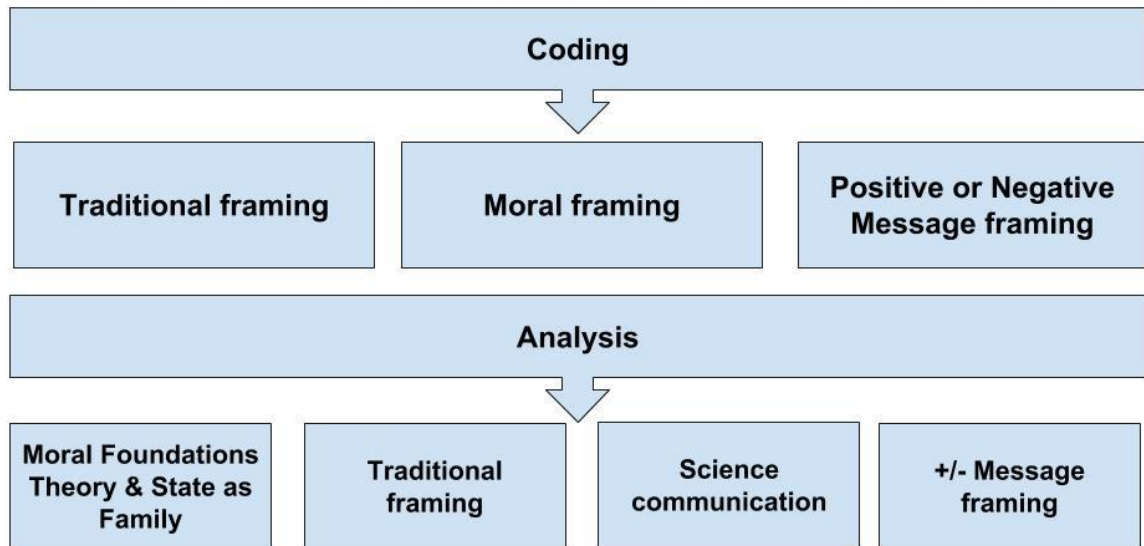 Coding
Traditional framing
Moral framing
Positive or Negative
Message framing
Analysis
Moral Foundations
Theory & State as
Family
Traditional
framing
Science
communication
+/- Message
framing